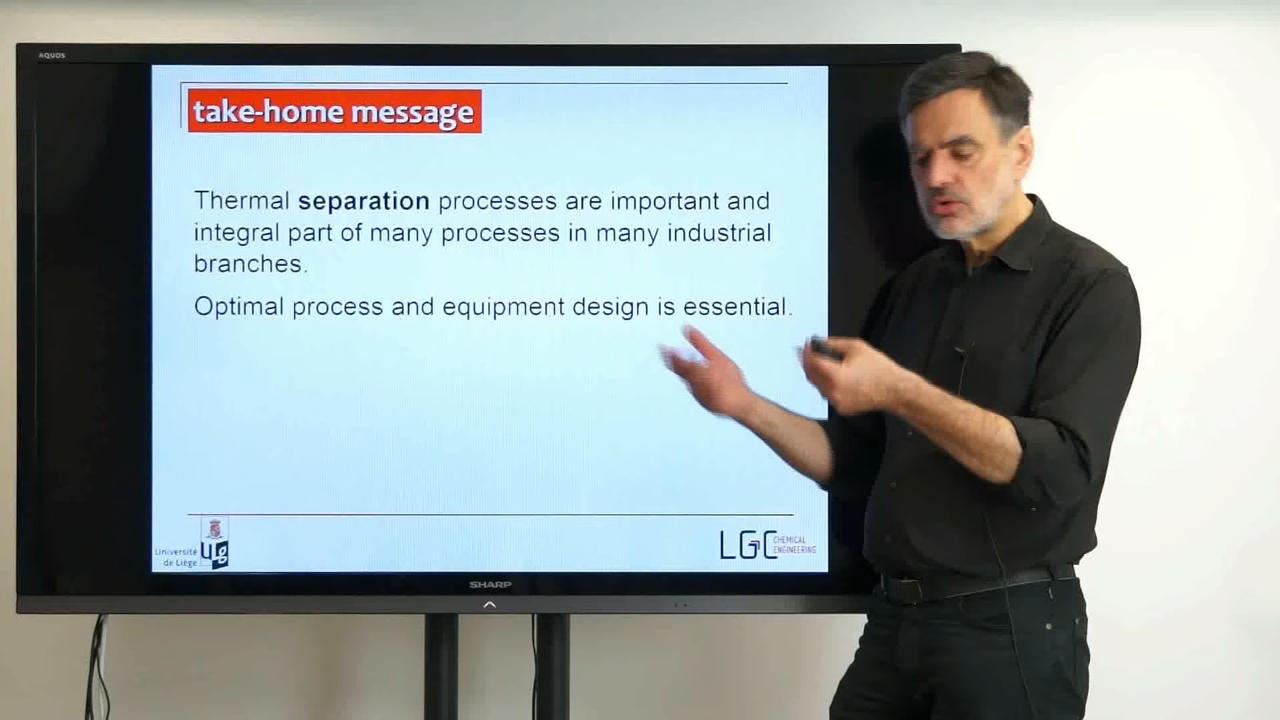 AQUOS
take-home message
Thermal separation processes are important and
integral part of many processes in many industrial
branches.
Optimal process and equipment design is essential.
Université
de Liège
ULg
LGC
CHEMICAL
ENGINEERING
SHARP